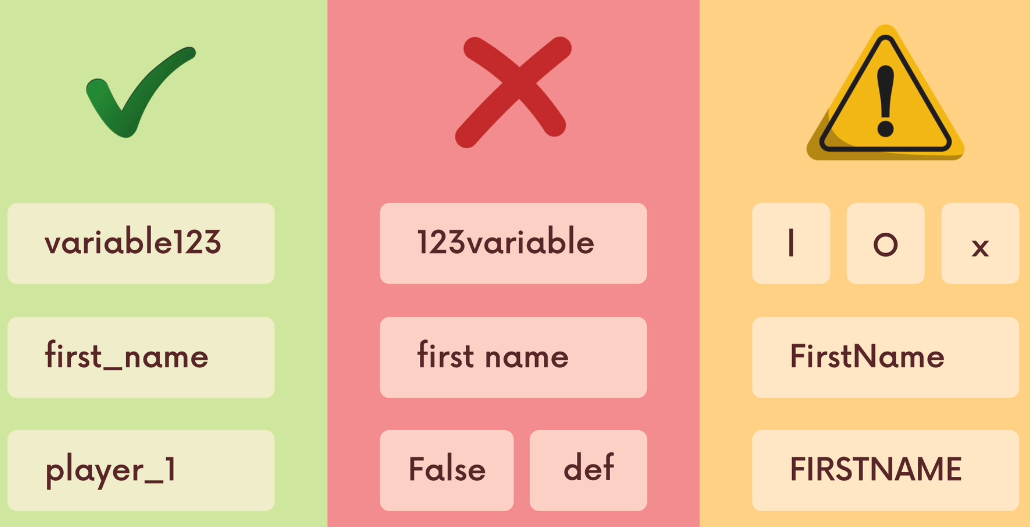 variable123
first_name
player_1
123variable
first name
False def
l O x
FirstName
FIRSTNAME